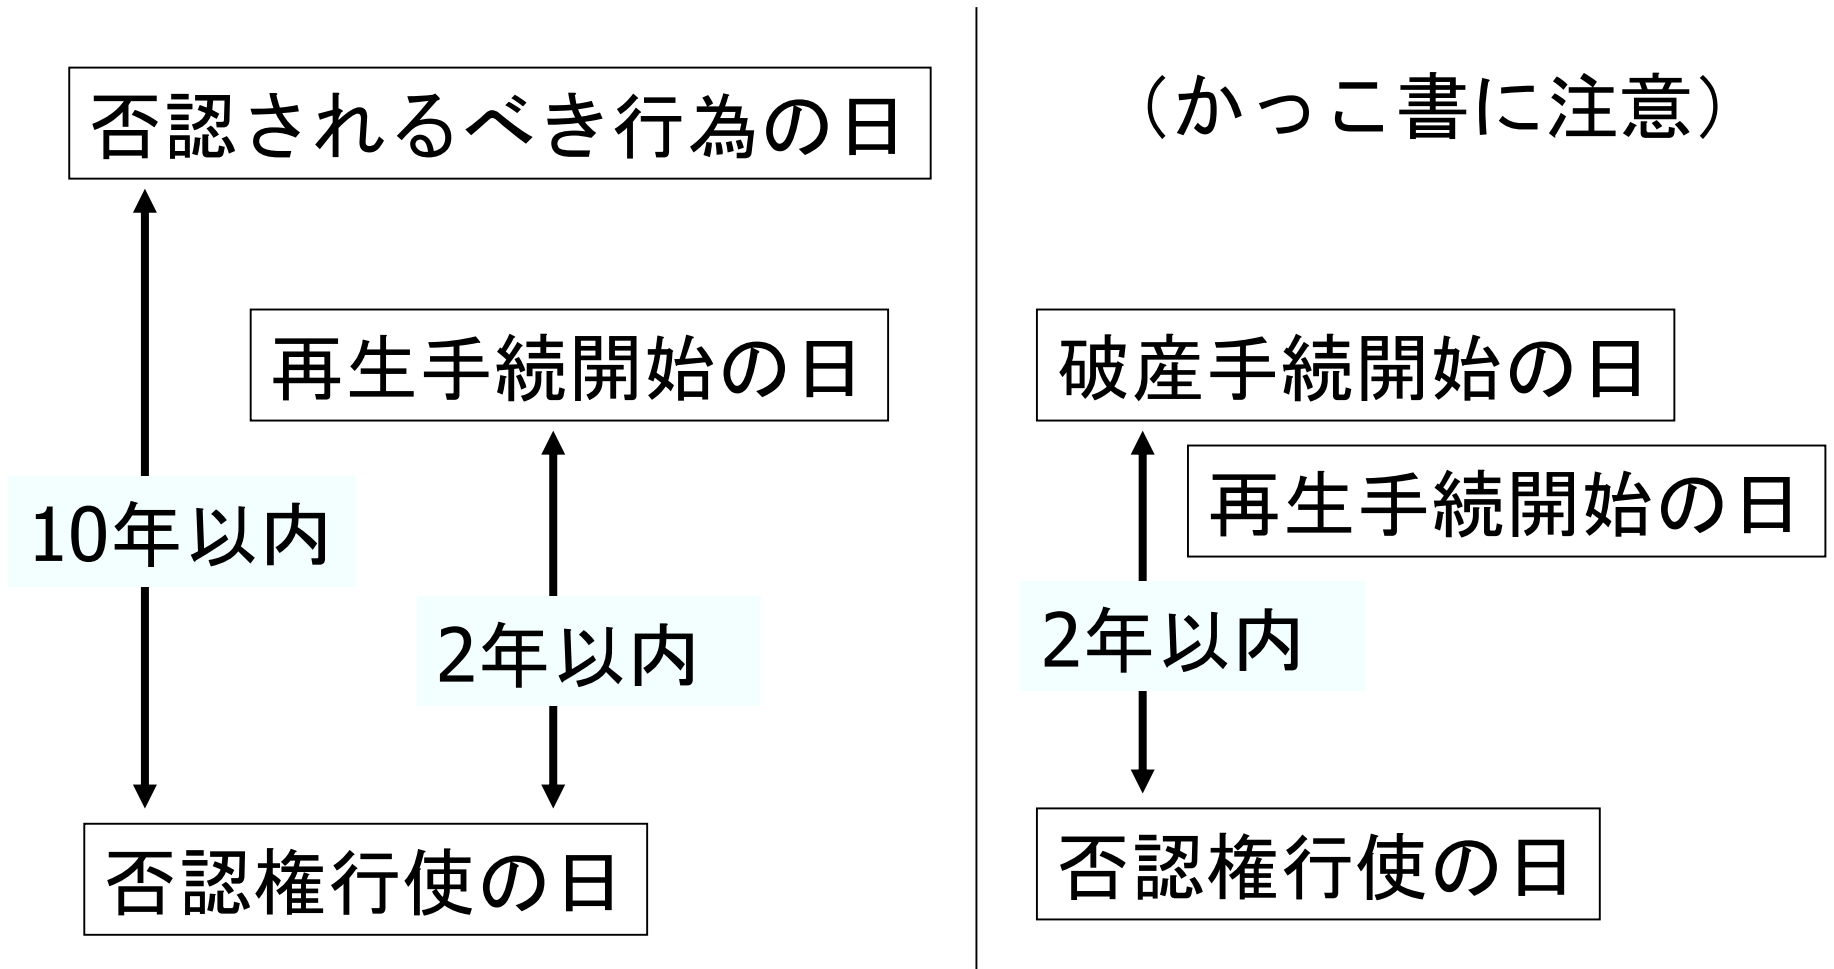 否認されるべき行為の日
再生手続開始の日
10年以内
2年以内
否認権行使の日
（かっこ書に注意）
破産手続開始の日
再生手続開始の日
2年以内
否認権行使の日